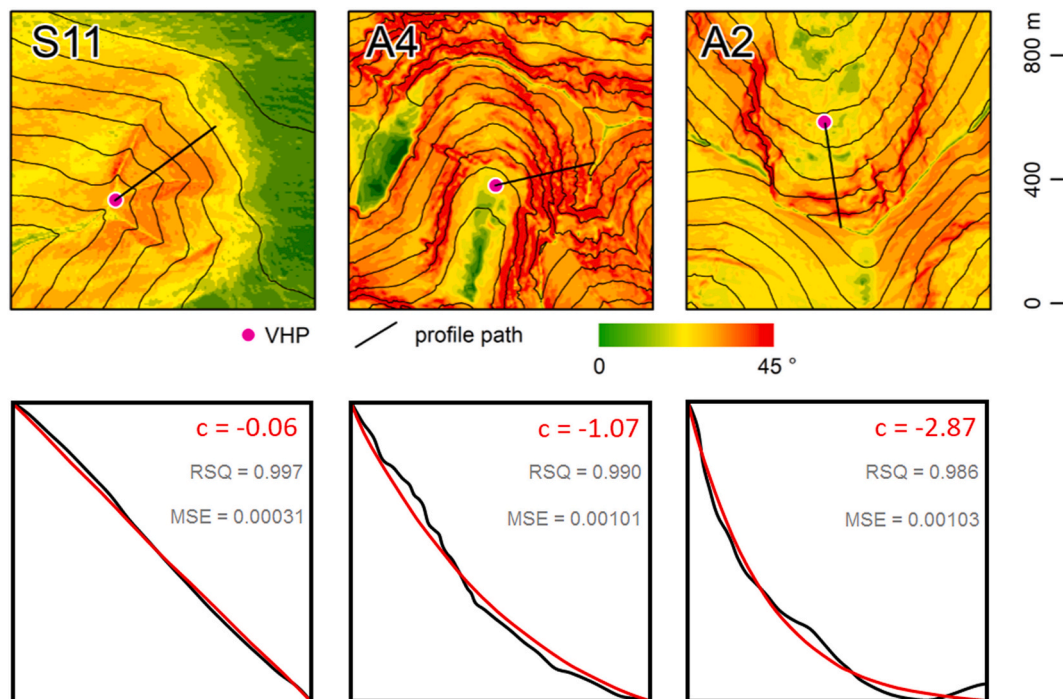 S11
A4
A2
800 m
400
0
VHP
profile path
0
45 °
c = -0.06
RSQ = 0.997
MSE = 0.00031
c = -1.07
RSQ = 0.990
MSE = 0.00101
c = -2.87
RSQ = 0.986
MSE = 0.00103